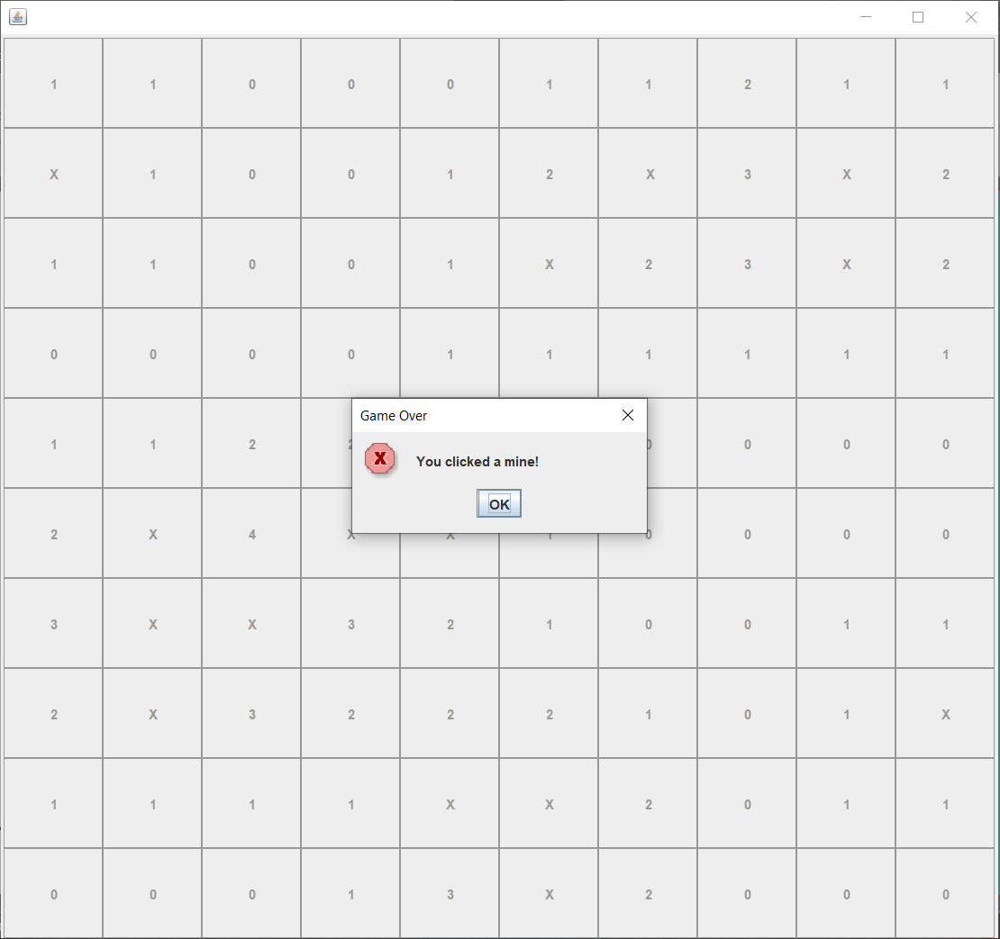 1 1 0 0 0 1 1 2 1 1
X 1 0 0 1 2 X 3 X 2
1 1 0 0 1 X 2 3 X 2
0 0 0 0 1 1 1 1 1 1
Game Over
1 1 2 0 0 0
X You clicked a mine!
OK
2 X 4 X X 1 0 0 0 0
3 X X 3 2 1 0 0 1 1
2 X 3 2 2 2 1 0 1 X
1 1 1 1 X X 2 0 1 1
0 0 0 1 3 X 2 0 0 0